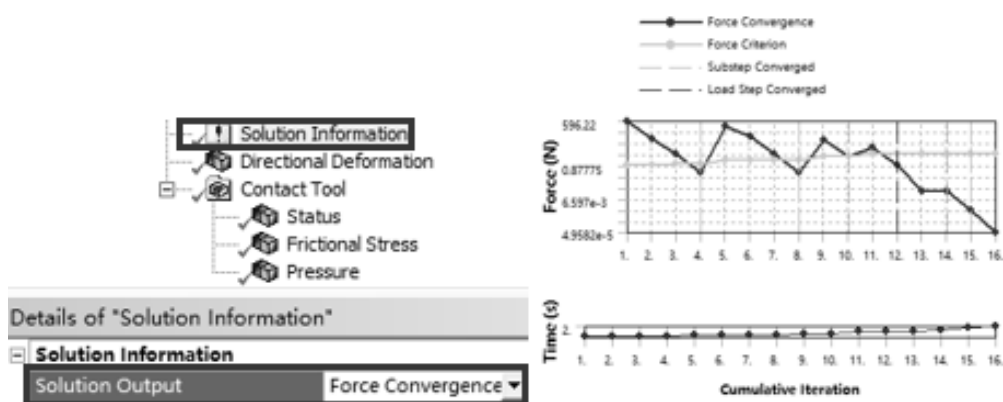 Solution Information
Directional Deformation
Contact Tool
Status
Frictional Stress
Pressure
Details of "Solution Information"
Solution Information
Solution Output Force Convergence
Force Convergence
Force Criterion
Substep Converged
Load Step Converged
Force (N)
596.22
0.87775
6.597e-3
4.9582e-5
1. 2. 3. 4. 5. 6. 7. 8. 9. 10. 11. 12. 13. 14. 15. 16.
Time (s)
2.
1. 2. 3. 4. 5. 6. 7. 8. 9. 10. 11. 12. 13. 14. 15. 16.
Cumulative Iteration